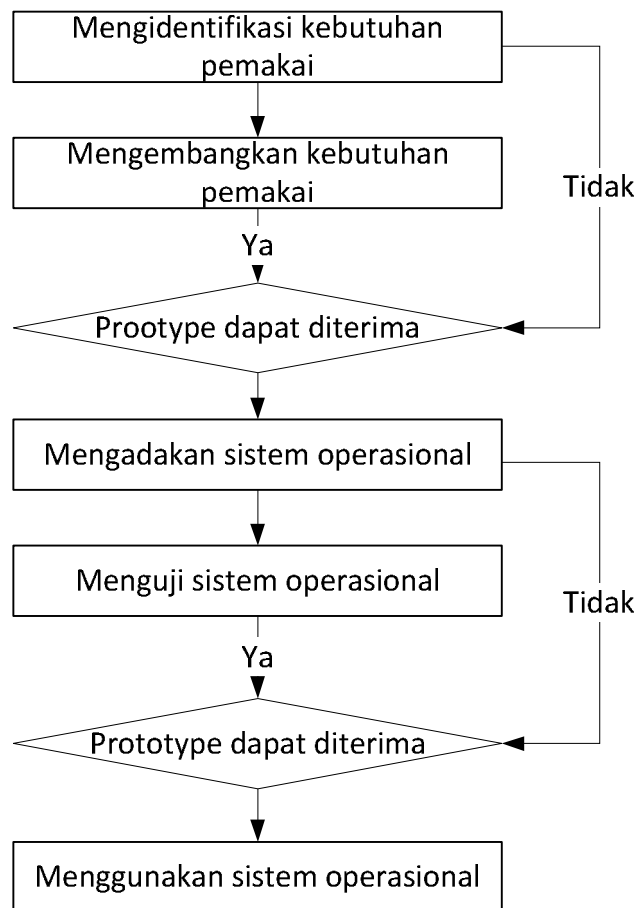 Mengidentifikasi kebutuhan
pemakai
Mengembangkan kebutuhan
pemakai
Tidak
Ya
Prootype dapat diterima
Mengadakan sistem operasional
Menguji sistem operasional
Tidak
Ya
Prototype dapat diterima
Menggunakan sistem operasional